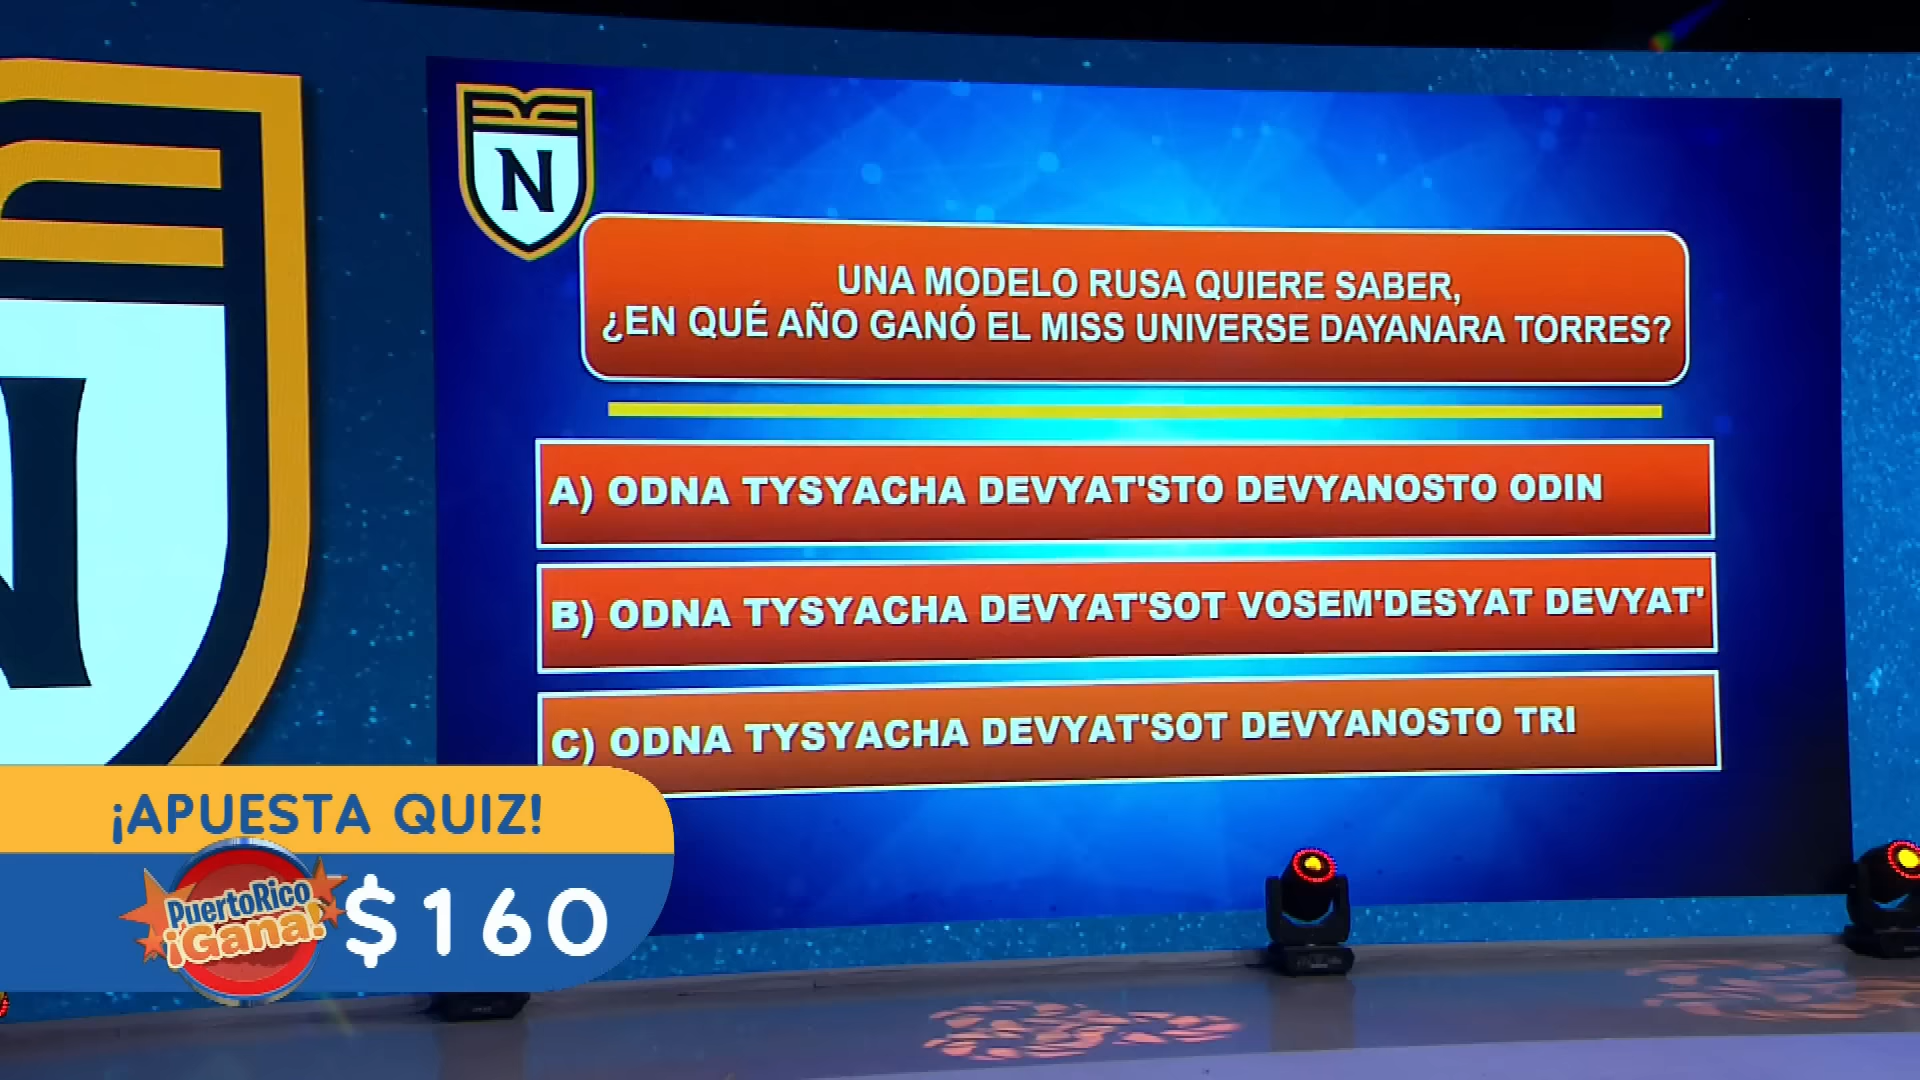 N
UNA MODELO RUSA QUIERE SABER,
¿EN QUÉ AÑO GANÓ EL MISS UNIVERSE DAYANARA TORRES?
A) ODNA TYSYACHA DEVYAT'STO DEVYANOSTO ODIN
B) ODNA TYSYACHA DEVYAT'SOT VOSEM'DESYAT DEVYAT'
C) ODNA TYSYACHA DEVYAT'SOT DEVYANOSTO TRI
¡APUESTA QUIZ!
PuertoRico
¡Gana!
$160